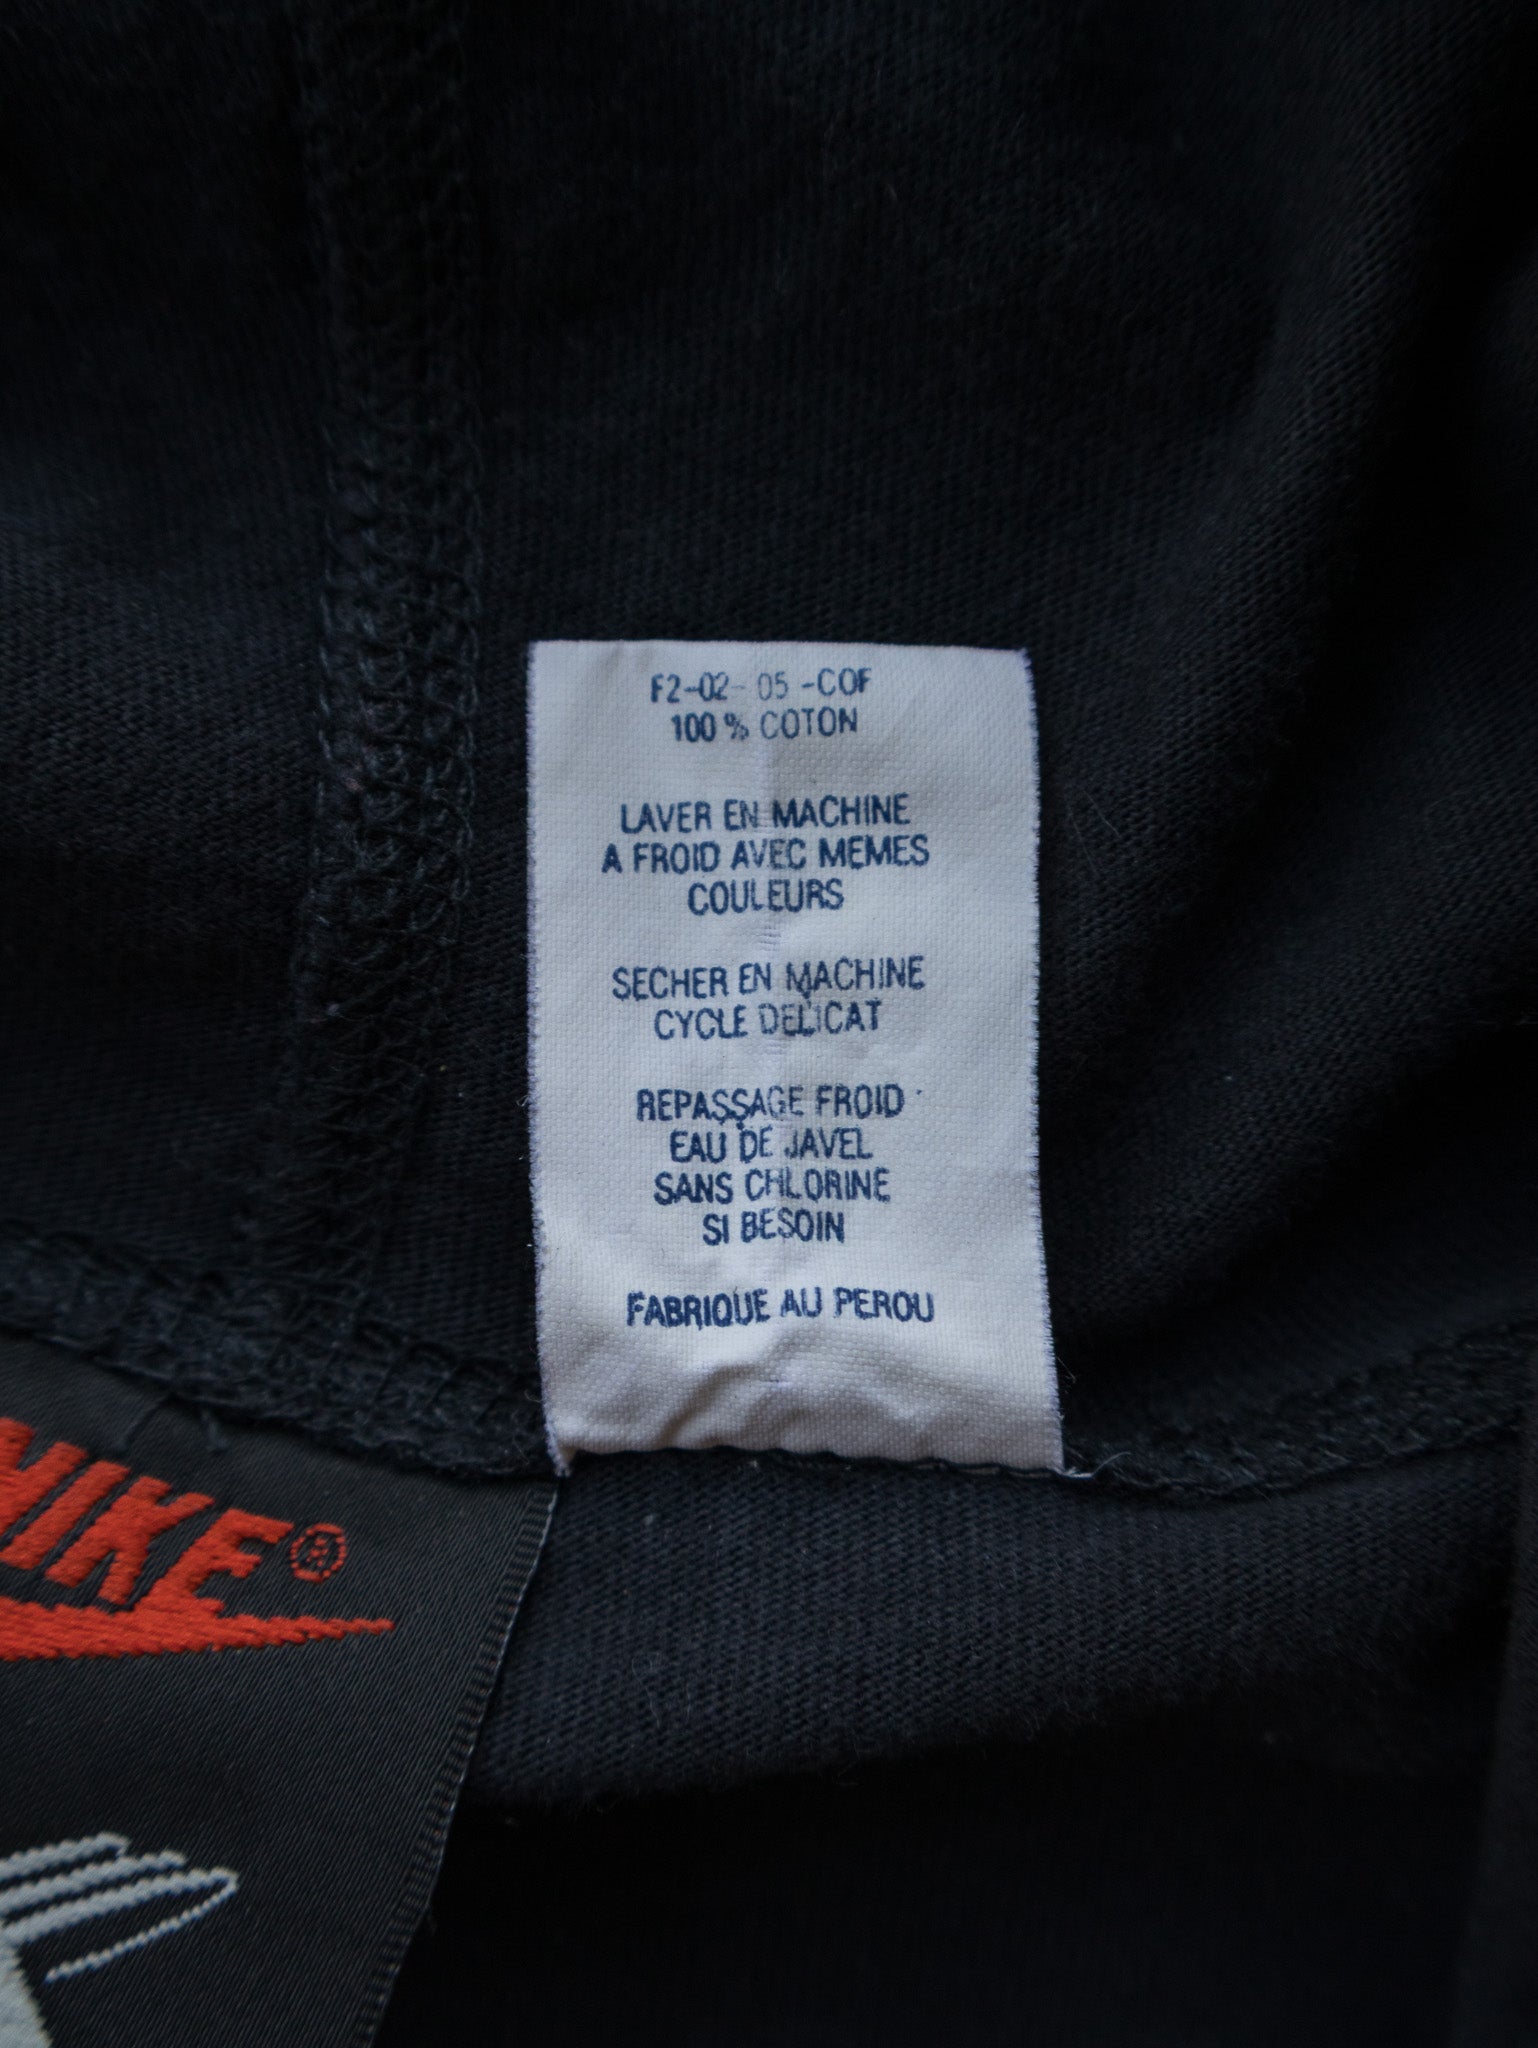 F2-02- 05 -COF
100 % COTON
LAVER EN MACHINE
A FROID AVEC MEMES
COULEURS
SECHER EN MACHINE
CYCLE DELICAT
REPASSAGE FROID
EAU DE JAVEL
SANS CHLORINE
SI BESOIN
FABRIQUE AU PEROU
NIKE®